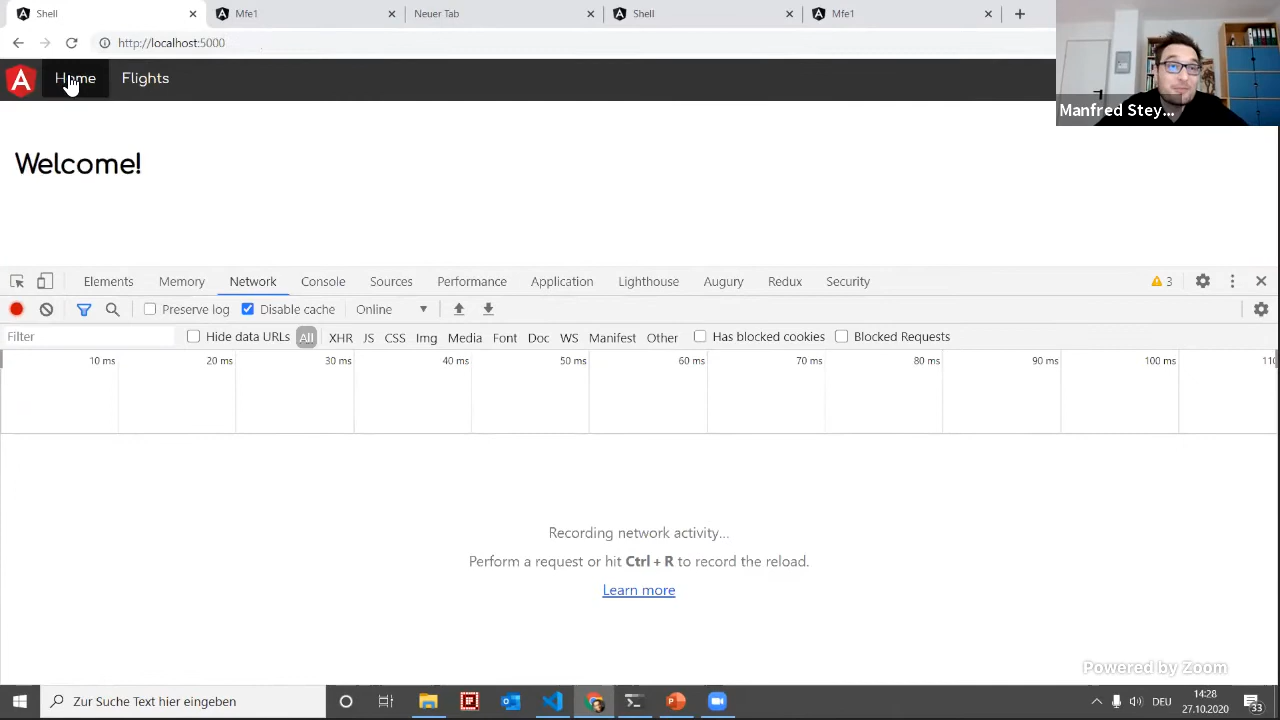 Shell
Mfe1
Neuer Tab
Shell
Mfe1
http://localhost:5000
Home Flights
Manfred Stey...
Welcome!
Elements Memory Network Console Sources Performance Application Lighthouse Augury Redux Security 3
Preserve log Disable cache Online
Filter Hide data URLs All XHR JS CSS Img Media Font Doc WS Manifest Other Has blocked cookies Blocked Requests
10 ms 20 ms 30 ms 40 ms 50 ms 60 ms 70 ms 80 ms 90 ms 100 ms 110
Recording network activity...
Perform a request or hit Ctrl + R to record the reload.
Learn more
Powered by Zoom
Zur Suche Text hier eingeben
DEU
14:28
27.10.2020
33